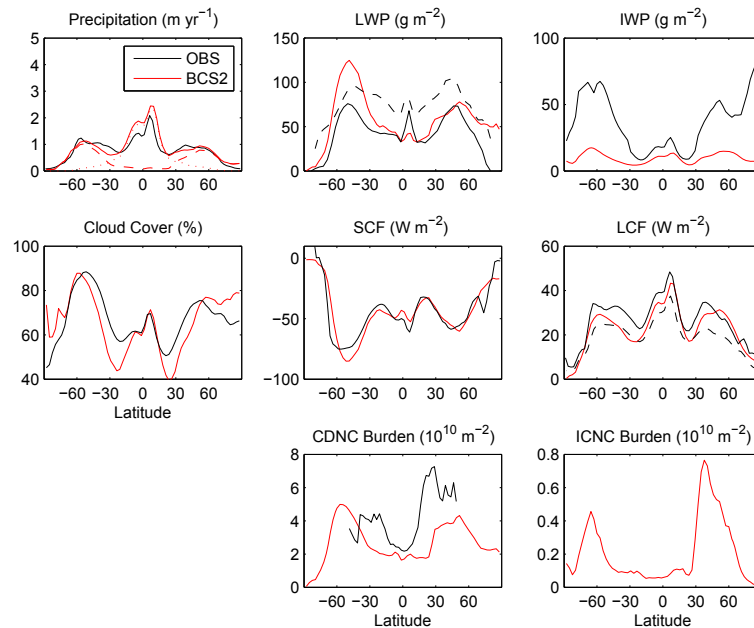 Precipitation (m yr−1)
LWP (g m−2)
IWP (g m−2)
5
4
3
2
1
0
OBS
BCS2
−60 −30 0 30 60
150
100
50
0
−60 −30 0 30 60
100
50
0
−60 −30 0 30 60
Cloud Cover (%)
SCF (W m−2)
LCF (W m−2)
100
80
60
40
−60 −30 0 30 60
Latitude
0
−50
−100
−60 −30 0 30 60
60
40
20
0
−60 −30 0 30 60
CDNC Burden (10^10 m−2)
ICNC Burden (10^10 m−2)
8
6
4
2
0
−60 −30 0 30 60
Latitude
0.8
0.6
0.4
0.2
0
−60 −30 0 30 60
Latitude